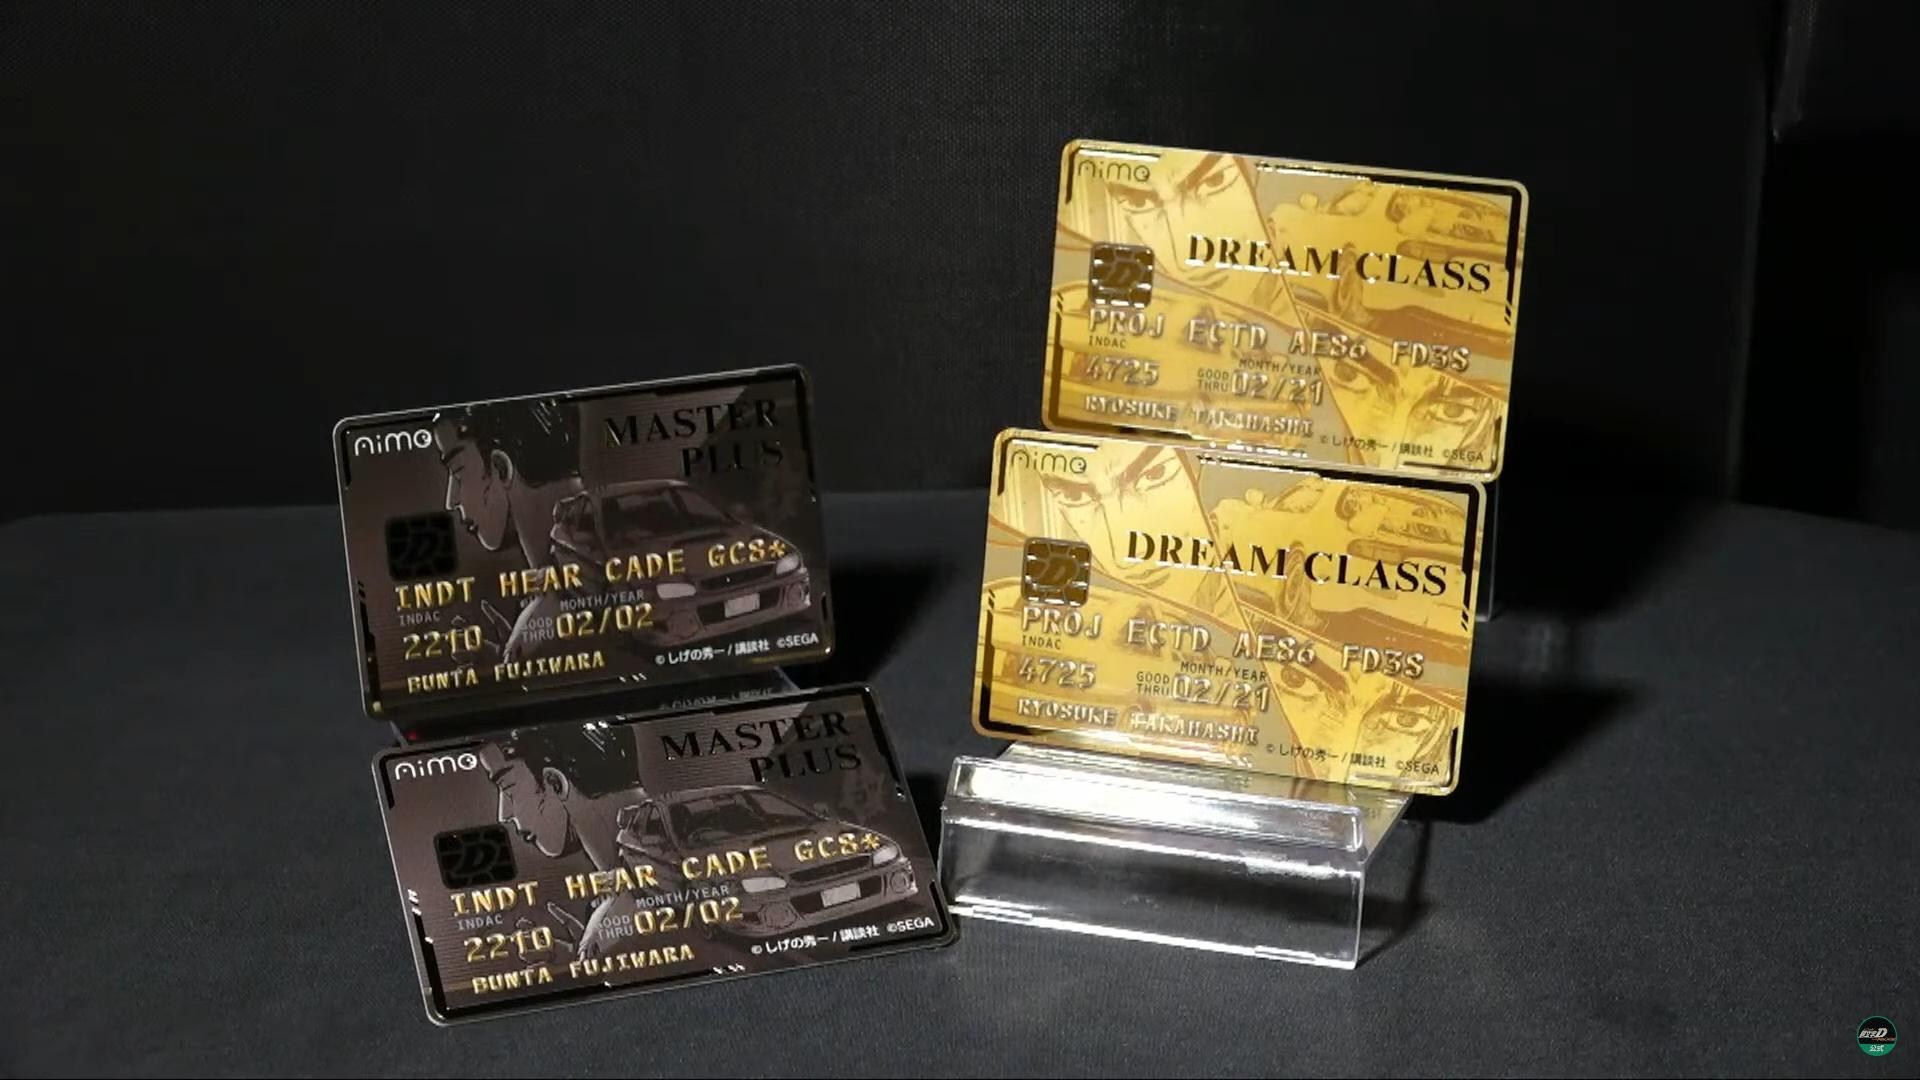 Aime
MASTER
PLUS
INDT HEAR CADE GC8*
INDAC
MONTH/YEAR
2210
GOOD
THRU
02/02
BUNTA FUJIWARA
© しげの秀一/講談社 ©SEGA
Aime
MASTER
PLUS
INDT HEAR CADE GC8*
INDAC
MONTH/YEAR
2210
GOOD
THRU
02/02
BUNTA FUJIWARA
© しげの秀一/講談社 ©SEGA
Aime
DREAM CLASS
PROJ ECTD AE86 FD3S
INDAC
MONTH/YEAR
4725
GOOD
THRU
02/21
RYOSUKE TAKAHASHI
© しげの秀一/講談社 ©SEGA
Aime
DREAM CLASS
PROJ ECTD AE86 FD3S
INDAC
MONTH/YEAR
4725
GOOD
THRU
02/21
RYOSUKE TAKAHASHI
© しげの秀一/講談社 ©SEGA
公式